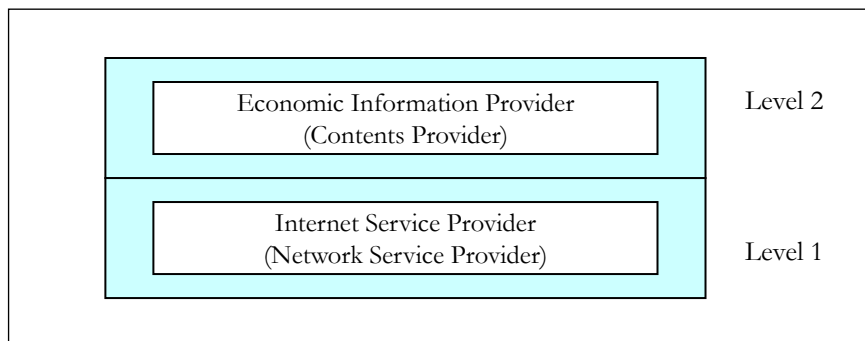 Economic Information Provider
(Contents Provider)
Level 2
Internet Service Provider
(Network Service Provider)
Level 1